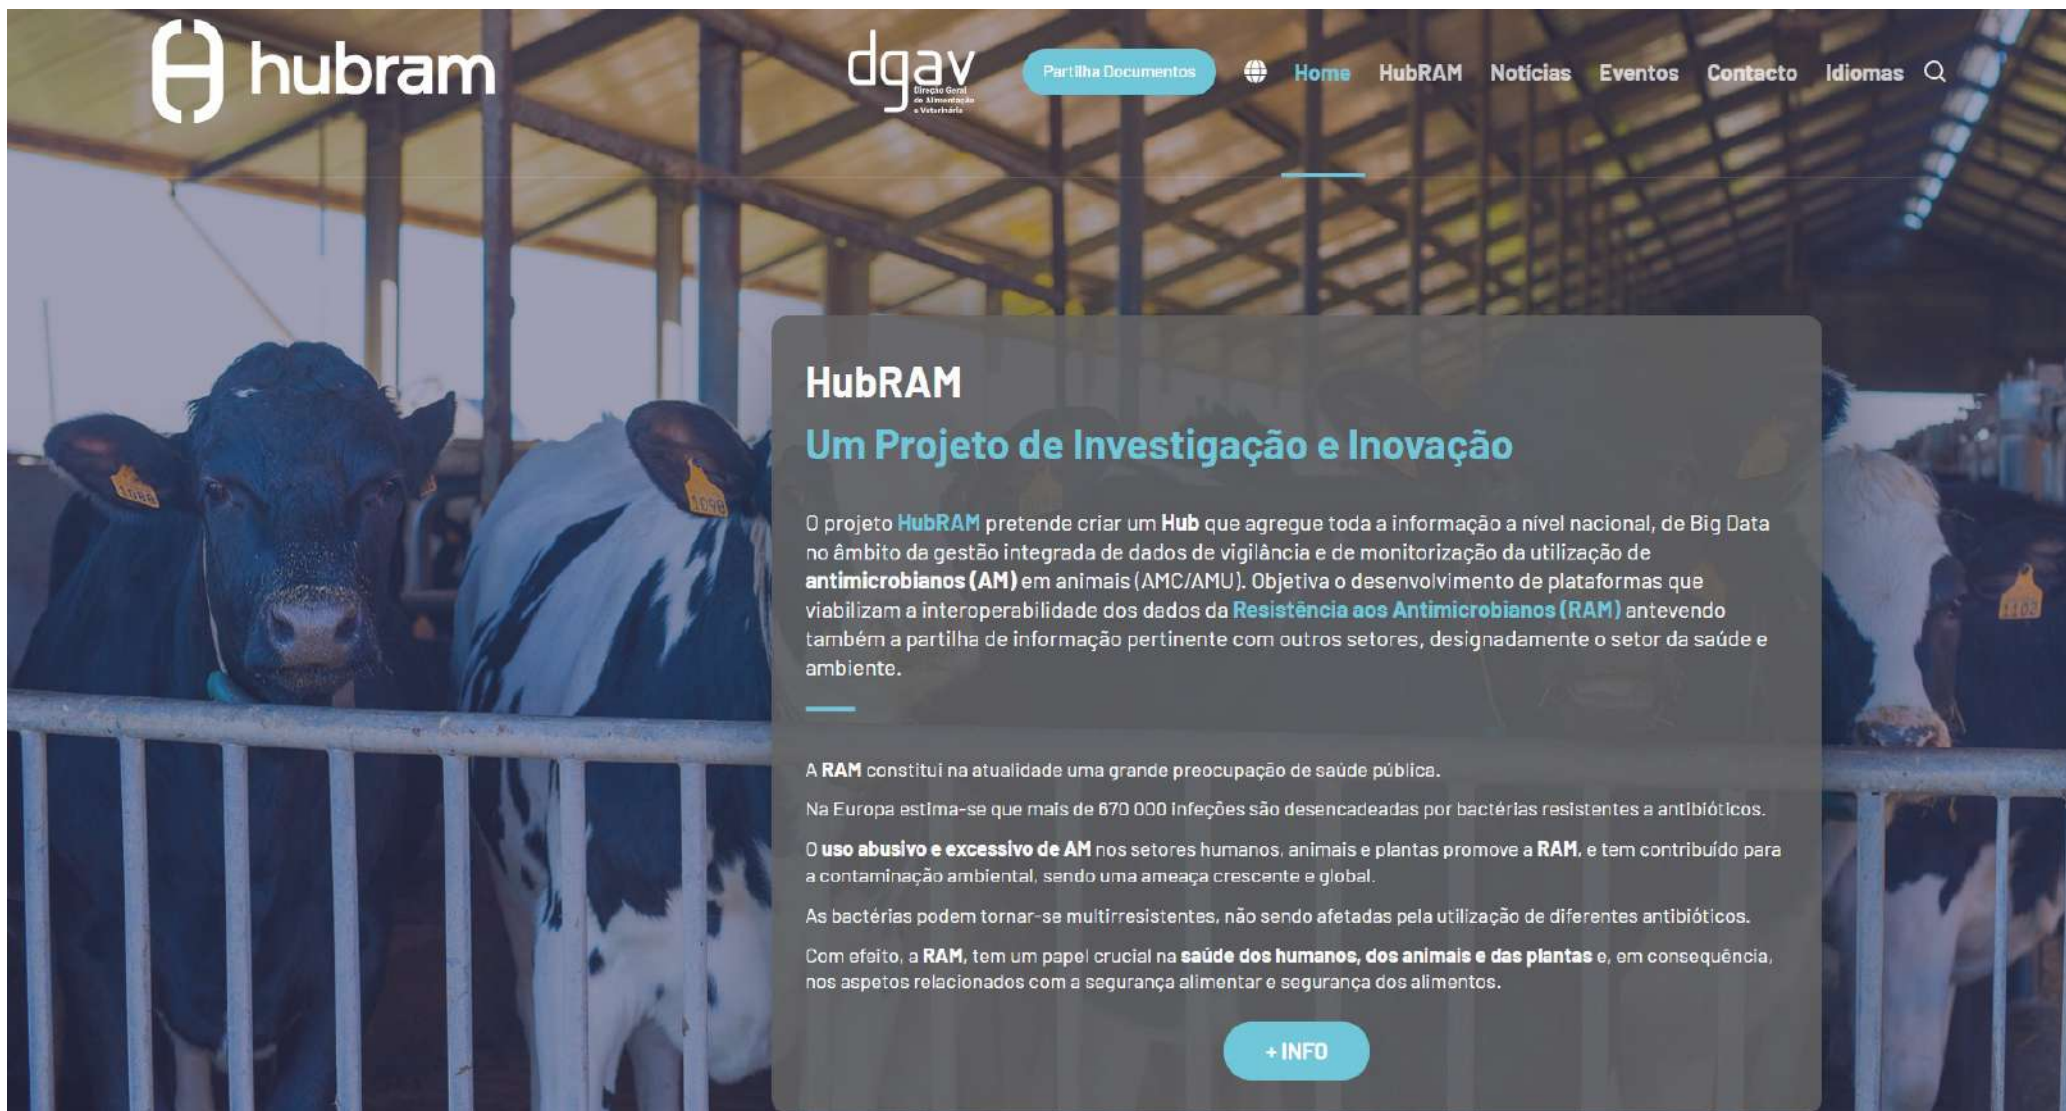 hubram
dgav
Direção Geral
de Alimentação
e Veterinária
Partilha Documentos
Home HubRAM Notícias Eventos Contacto Idiomas
HubRAM
Um Projeto de Investigação e Inovação
O projeto HubRAM pretende criar um Hub que agregue toda a informação a nível nacional, de Big Data
no âmbito da gestão integrada de dados de vigilância e de monitorização da utilização de
antimicrobianos (AM) em animais (AMC/AMU). Objetiva o desenvolvimento de plataformas que
viabilizam a interoperabilidade dos dados da Resistência aos Antimicrobianos (RAM) antevendo
também a partilha de informação pertinente com outros setores, designadamente o setor da saúde e
ambiente.
A RAM constitui na atualidade uma grande preocupação de saúde pública.
Na Europa estima-se que mais de 670 000 infeções são desencadeadas por bactérias resistentes a antibióticos.
O uso abusivo e excessivo de AM nos setores humanos, animais e plantas promove a RAM, e tem contribuído para
a contaminação ambiental, sendo uma ameaça crescente e global.
As bactérias podem tornar-se multirresistentes, não sendo afetadas pela utilização de diferentes antibióticos.
Com efeito, a RAM, tem um papel crucial na saúde dos humanos, dos animais e das plantas e, em consequência,
nos aspetos relacionados com a segurança alimentar e segurança dos alimentos.
+ INFO
1098
1103